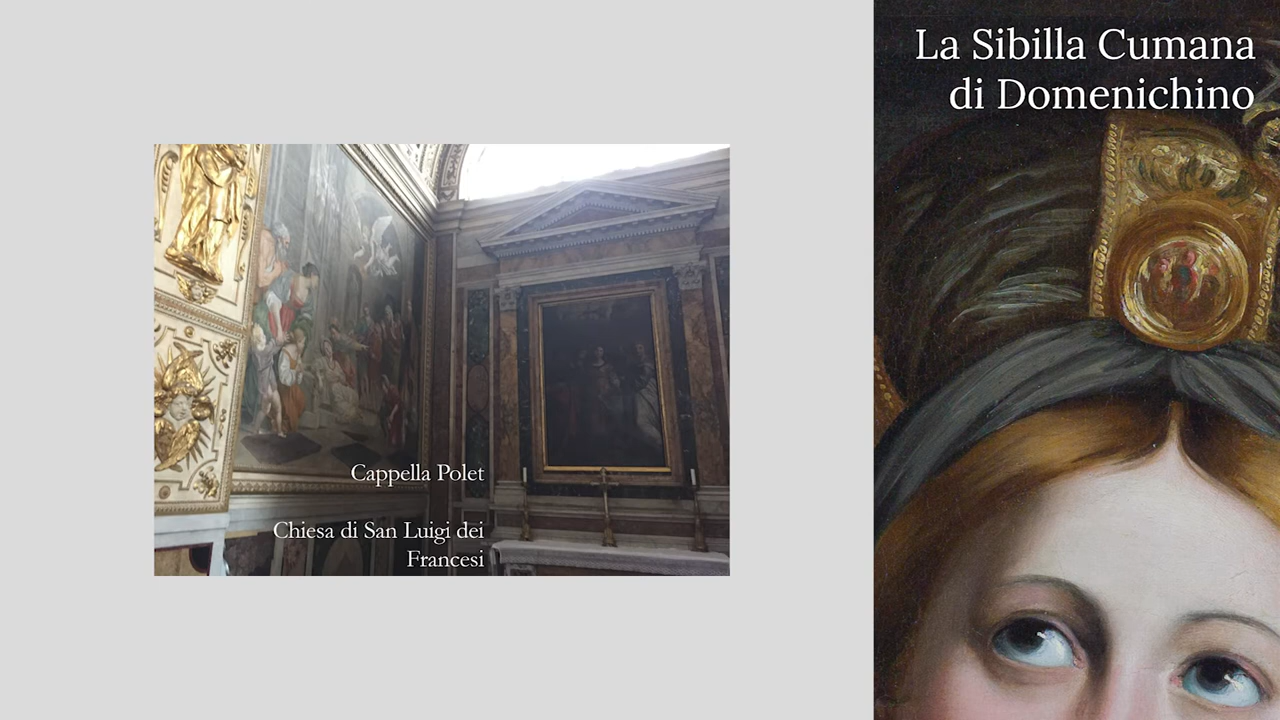 La Sibilla Cumana
di Domenichino
Cappella Polet
Chiesa di San Luigi dei
Francesi